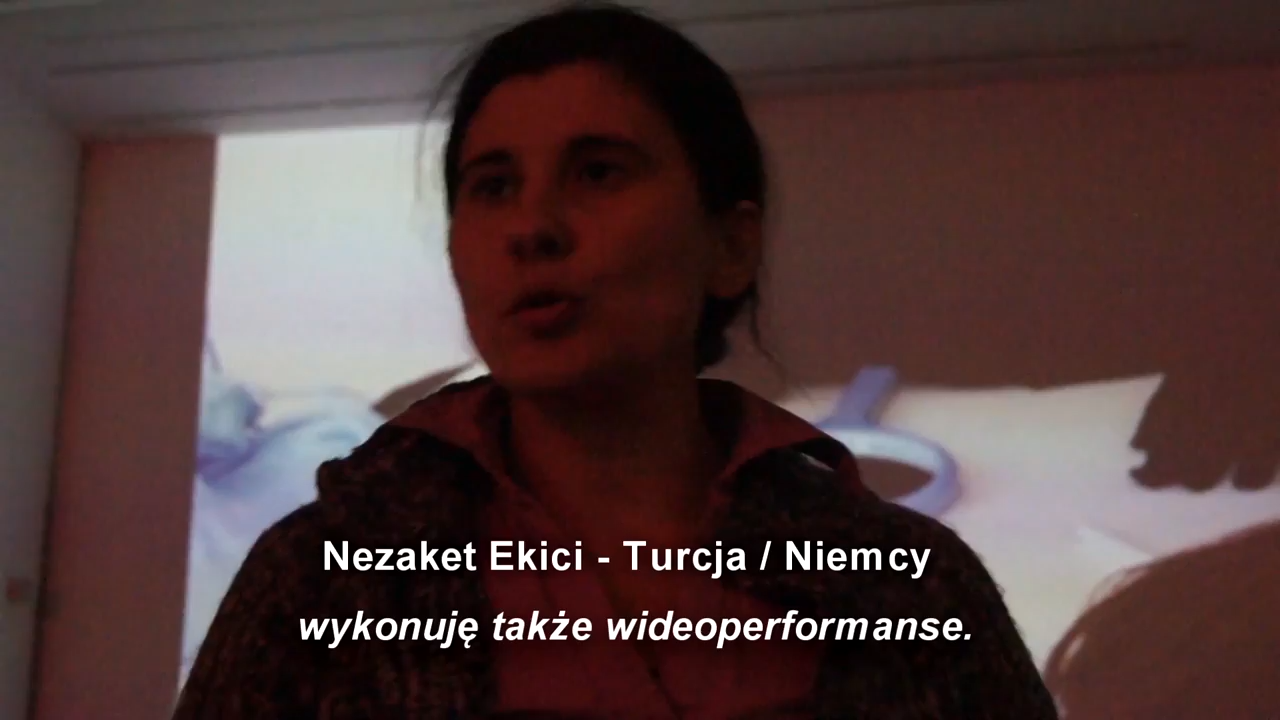 Nezaket Ekici - Turcja / Niemcy
wykonuję także wideoperformanse.